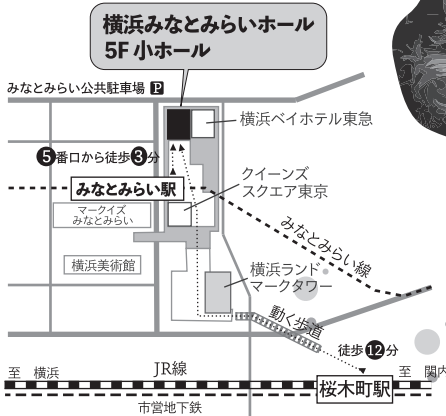 横浜みなとみらいホール
5F 小ホール
みなとみらい公共駐車場 P
横浜ベイホテル東急
5番口から徒歩3分
クイーンズ
スクエア東京
みなとみらい駅
マークイズ
みなとみらい
みなとみらい線
横浜美術館
横浜ランド
マークタワー
動く歩道
徒歩12分
至 横浜
JR線
至 関内
桜木町駅
市営地下鉄